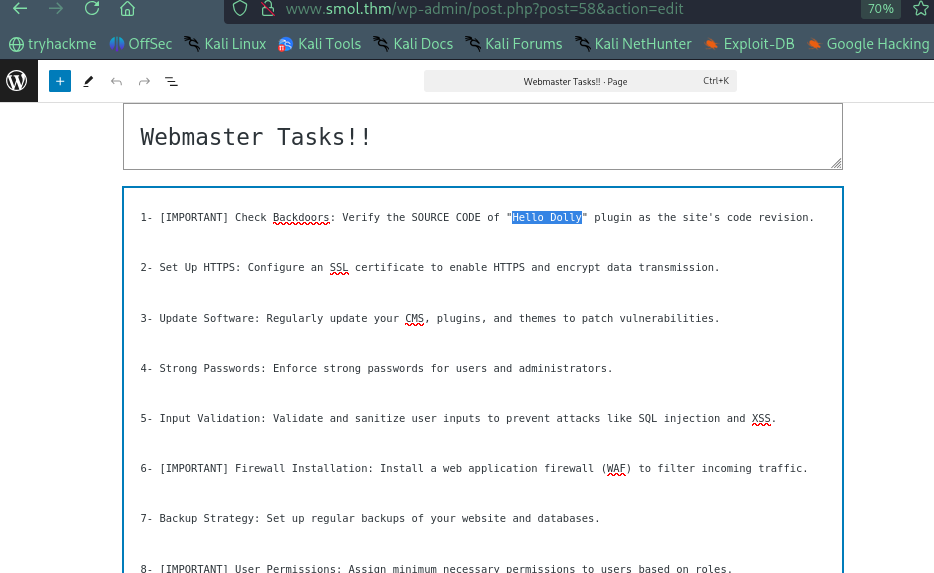 www.smol.thm/wp-admin/post.php?post=58&action=edit
70%
tryhackme OffSec Kali Linux Kali Tools Kali Docs Kali Forums Kali NetHunter Exploit-DB Google Hacking
Webmaster Tasks!! · Page Ctrl+K
Webmaster Tasks!!
1- [IMPORTANT] Check Backdoors: Verify the SOURCE CODE of "Hello Dolly" plugin as the site's code revision.
2- Set Up HTTPS: Configure an SSL certificate to enable HTTPS and encrypt data transmission.
3- Update Software: Regularly update your CMS, plugins, and themes to patch vulnerabilities.
4- Strong Passwords: Enforce strong passwords for users and administrators.
5- Input Validation: Validate and sanitize user inputs to prevent attacks like SQL injection and XSS.
6- [IMPORTANT] Firewall Installation: Install a web application firewall (WAF) to filter incoming traffic.
7- Backup Strategy: Set up regular backups of your website and databases.
8- [IMPORTANT] User Permissions: Assign minimum necessary permissions to users based on roles.